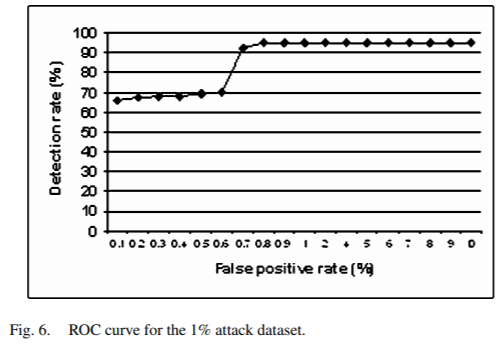 100
90
80
70
60
50
40
30
20
10
0
Detection rate (%)
0.1 0.2 0.3 0.4 0.5 0.6 0.7 0.8 0.9 1 2 4 5 6 7 8 9 0
False positive rate (%)
Fig. 6. ROC curve for the 1% attack dataset.